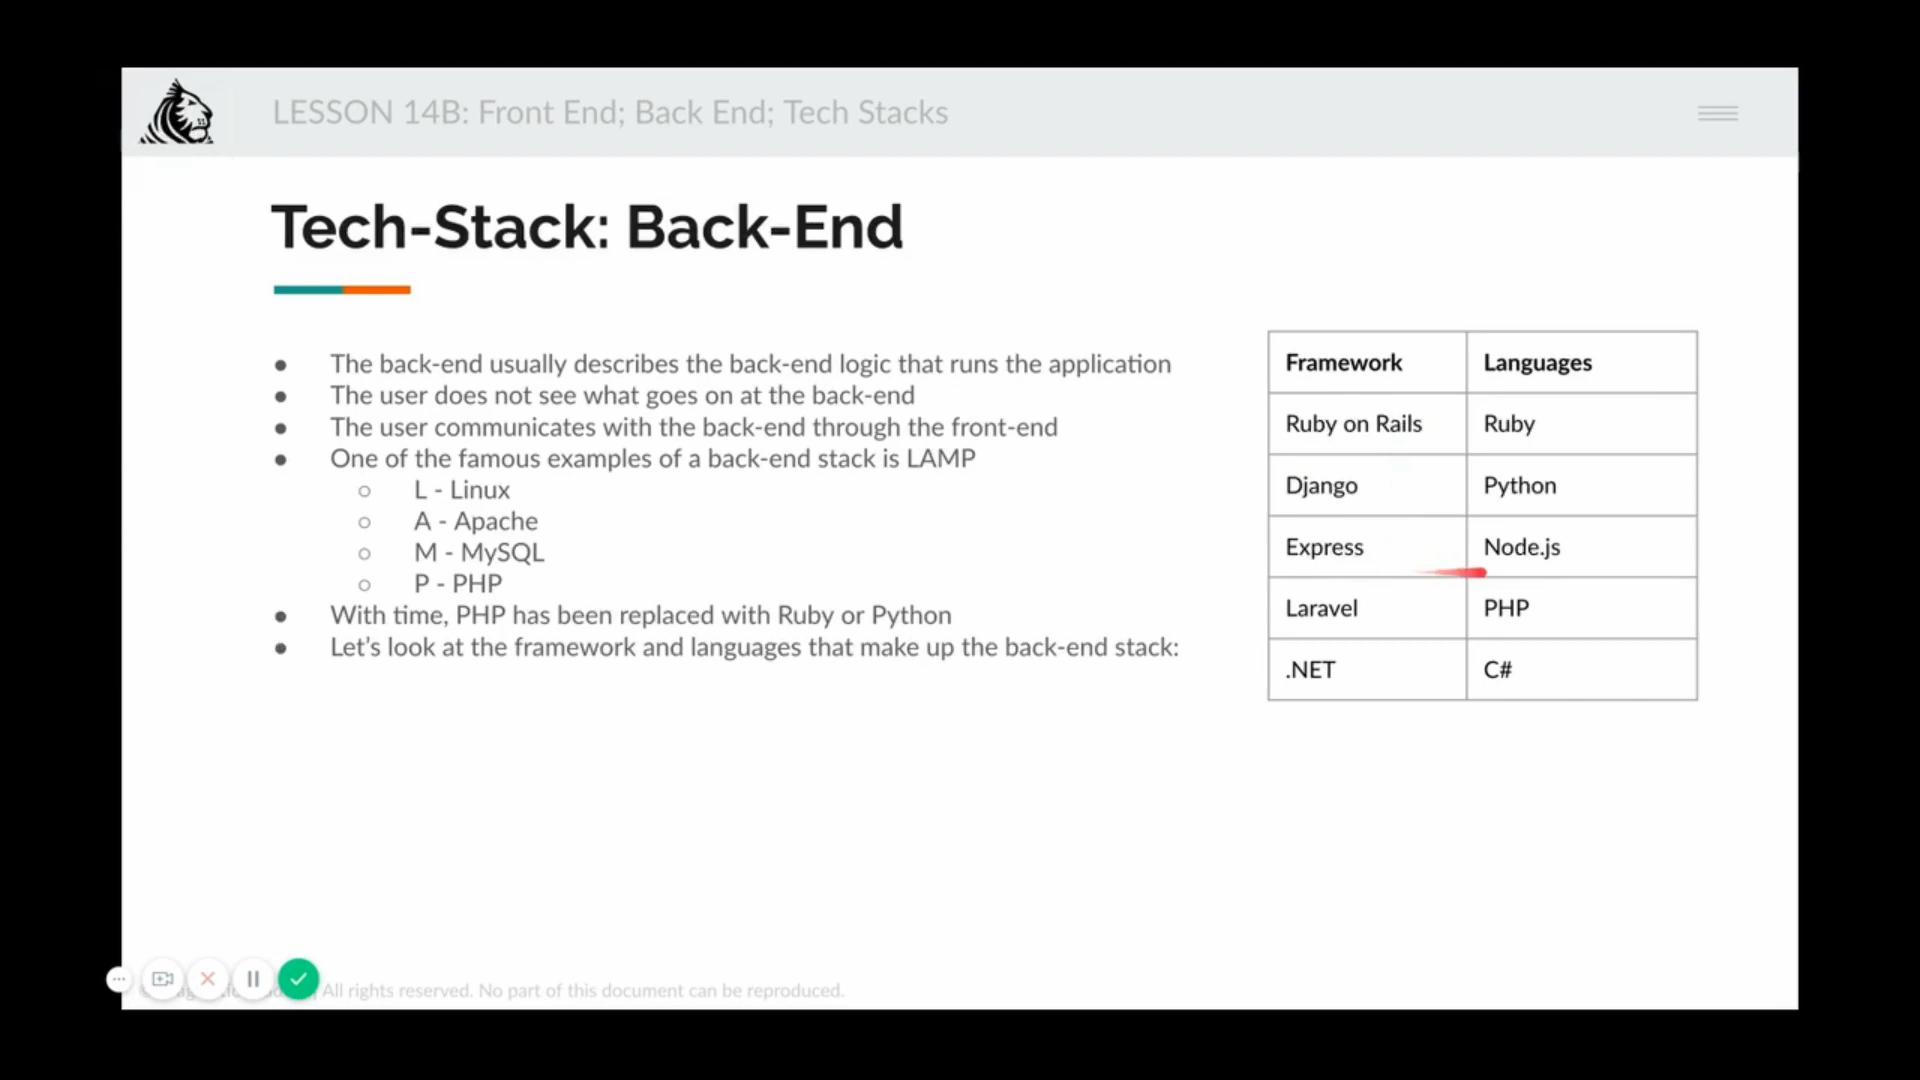 LESSON 14B: Front End; Back End; Tech Stacks
Tech-Stack: Back-End
● The back-end usually describes the back-end logic that runs the application
● The user does not see what goes on at the back-end
● The user communicates with the back-end through the front-end
● One of the famous examples of a back-end stack is LAMP
○ L - Linux
○ A - Apache
○ M - MySQL
○ P - PHP
● With time, PHP has been replaced with Ruby or Python
● Let's look at the framework and languages that make up the back-end stack:
Framework Languages
Ruby on Rails Ruby
Django Python
Express Node.js
Laravel PHP
.NET C#
All rights reserved. No part of this document can be reproduced.